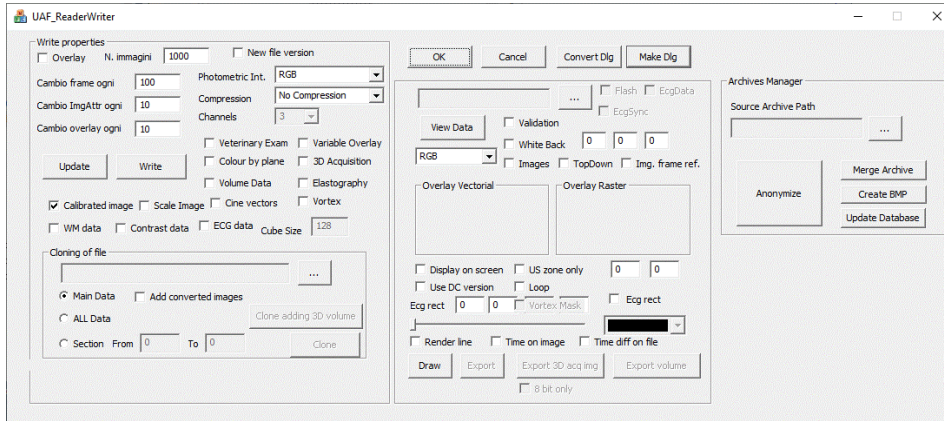 UAF_ReaderWriter
Write properties
Overlay N. immagini 1000 New file version
Cambio frame ogni 100 Photometric Int. RGB
Cambio ImgAttr ogni 10 Compression No Compression
Cambio overlay ogni 10 Channels 3
Veterinary Exam Variable Overlay
Update Write Colour by plane 3D Acquisition
Volume Data Elastography
Calibrated image Scale Image Cine vectors Vortex
WM data Contrast data ECG data Cube Size 128
Cloning of file
...
Main Data Add converted images
ALL Data Clone adding 3D volume
Section From 0 To 0 Clone
OK Cancel Convert Dlg Make Dlg
... Flash EcgData
EcgSync
View Data Validation
White Back 0 0 0
RGB Images TopDown Img. frame ref.
Overlay Vectorial Overlay Raster
Display on screen US zone only 0 0
Use DC version Loop
Ecg rect 0 0 Vortex Mask Ecg rect
Render line Time on image Time diff on file
Draw Export Export 3D acq img Export volume
8 bit only
Archives Manager
Source Archive Path
...
Anonymize Merge Archive
Create BMP
Update Database